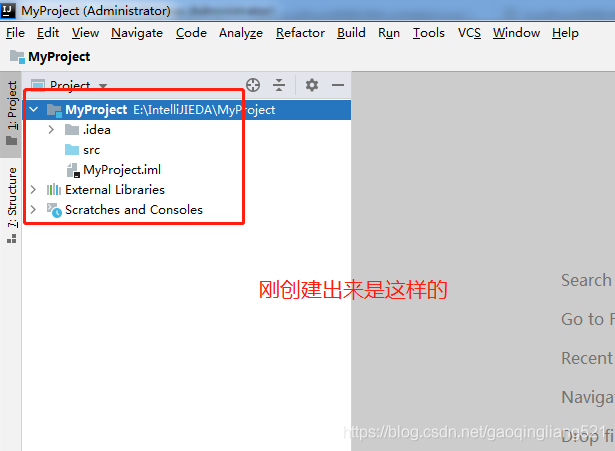 MyProject (Administrator)
File Edit View Navigate Code Analyze Refactor Build Run Tools VCS Window Help
MyProject
1: Project
Project
MyProject E:\IntelliJIEDA\MyProject
.idea
src
MyProject.iml
7: Structure
External Libraries
Scratches and Consoles
刚创建出来是这样的
Search
Go to F
Recent
Naviga
Drop fi
https://blog.csdn.net/gaoqingliang521